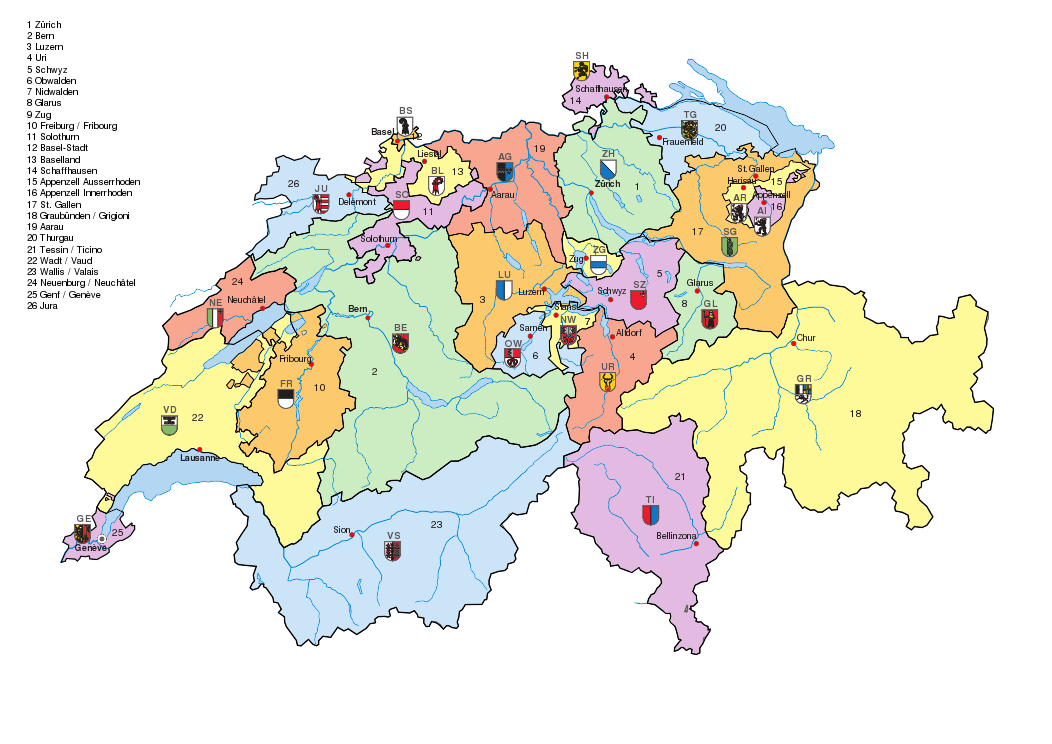 1 Zürich
2 Bern
3 Luzern
4 Uri
5 Schwyz
6 Obwalden
7 Nidwalden
8 Glarus
9 Zug
10 Freiburg / Fribourg
11 Solothurn
12 Basel-Stadt
13 Baselland
14 Schaffhausen
15 Appenzell Ausserrhoden
16 Appenzell Innerrhoden
17 St. Gallen
18 Graubünden / Grigioni
19 Aarau
20 Thurgau
21 Tessin / Ticino
22 Wadt / Vaud
23 Wallis / Valais
24 Neuenburg / Neuchâtel
25 Genf / Genève
26 Jura
SH
Schaffhausen
14
BS
Basel
2
TG
20
Frauenfeld
Liestal
BL
13
AG
19
Aarau
ZH
1
Zürich
St. Gallen
Herisau
15
AR
Appenzell
16
AI
26
JU
Delémont
SO
11
Solothurn
17
SG
ZG
Zug
24
NE
Neuchâtel
LU
Luzern
3
5
Schwyz
SZ
Glarus
8
GL
Bern
BE
2
Stans
NW
7
Sarnen
OW
6
Altdorf
4
UR
Chur
GR
18
Fribourg
FR
10
VD
22
Lausanne
GE
25
Genève
Sion
VS
23
21
TI
Bellinzona